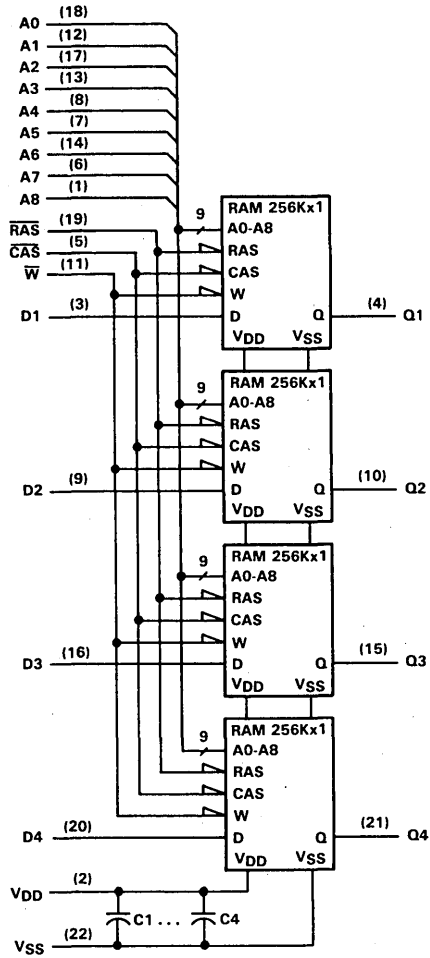 A0 (18)
A1 (12)
A2 (17)
A3 (13)
A4 (8)
A5 (7)
A6 (14)
A7 (6)
A8 (1)
RAS (19)
CAS (5)
W (11)
D1 (3)
9
RAM 256Kx1
A0-A8
RAS
CAS
W
D Q
VDD VSS
(4) Q1
9
RAM 256Kx1
A0-A8
RAS
CAS
W
D2 (9)
D Q
VDD VSS
(10) Q2
9
RAM 256Kx1
A0-A8
RAS
CAS
W
D3 (16)
D Q
VDD VSS
(15) Q3
9
RAM 256Kx1
A0-A8
RAS
CAS
W
D4 (20)
D Q
VDD VSS
(21) Q4
VDD (2)
C1 ... C4
VSS (22)